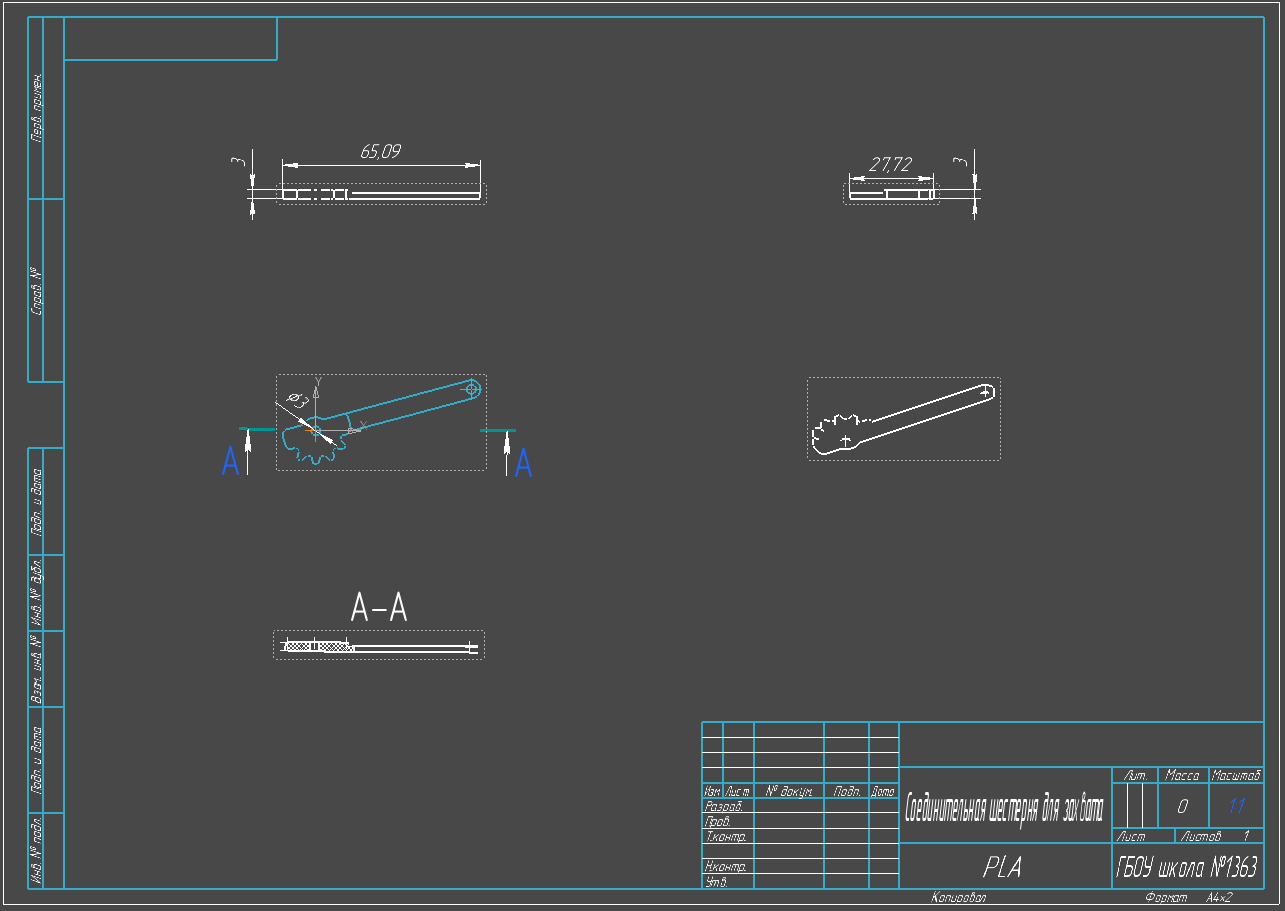 Перв. примен.
Справ. №
Подп. и дата
Инв. № дубл.
Взам. инв. №
Подп. и дата
Инв. № подл.
3
65,09
27,72
3
⌀3
Y
X
A
A
A-A
Изм Лист № докум. Подп. Дата
Разраб.
Пров.
Т.контр.
Н.контр.
Утв.
Соединительная шестерня для захвата
PLA
Лит. Масса Масштаб
0 1:1
Лист Листов 1
ГБОУ школа №1363
Копировал Формат A4x2